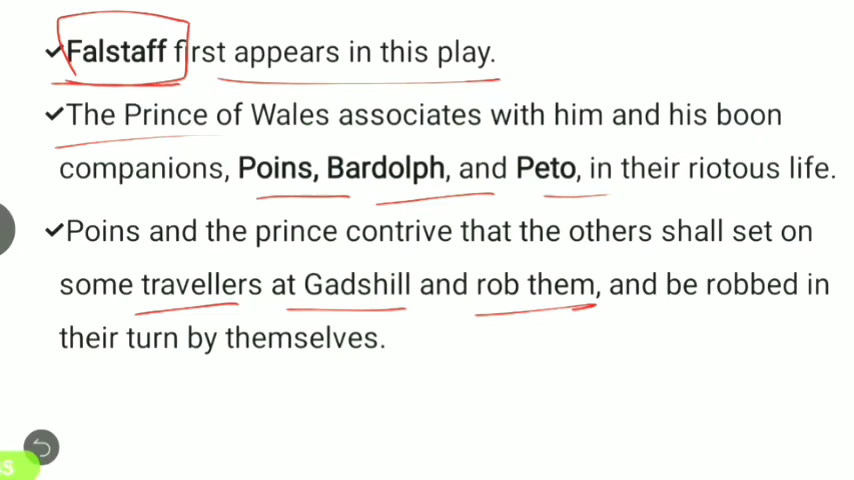 ✓Falstaff first appears in this play.
✓The Prince of Wales associates with him and his boon
companions, Poins, Bardolph, and Peto, in their riotous life.
✓Poins and the prince contrive that the others shall set on
some travellers at Gadshill and rob them, and be robbed in
their turn by themselves.